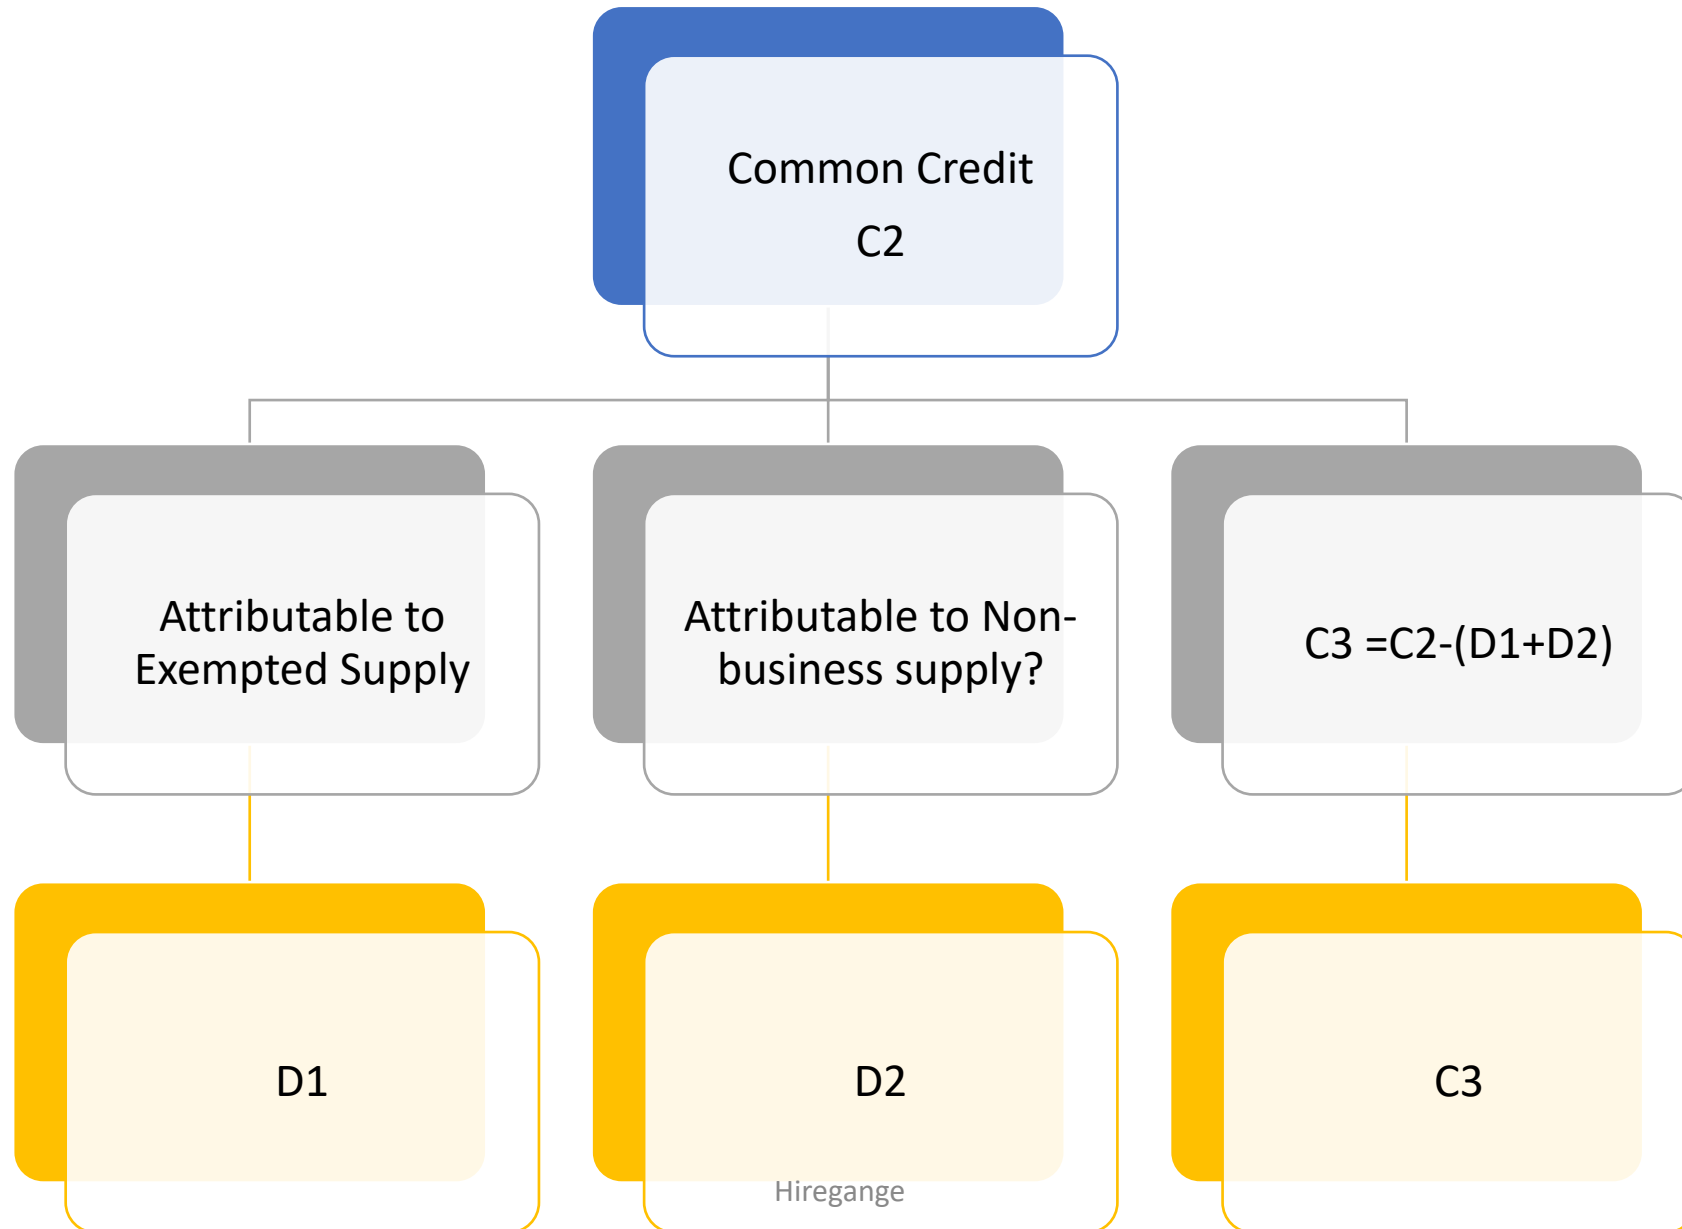 Common Credit
C2
Attributable to
Exempted Supply
Attributable to Non-
business supply?
C3 =C2-(D1+D2)
D1
D2
C3
Hiregange